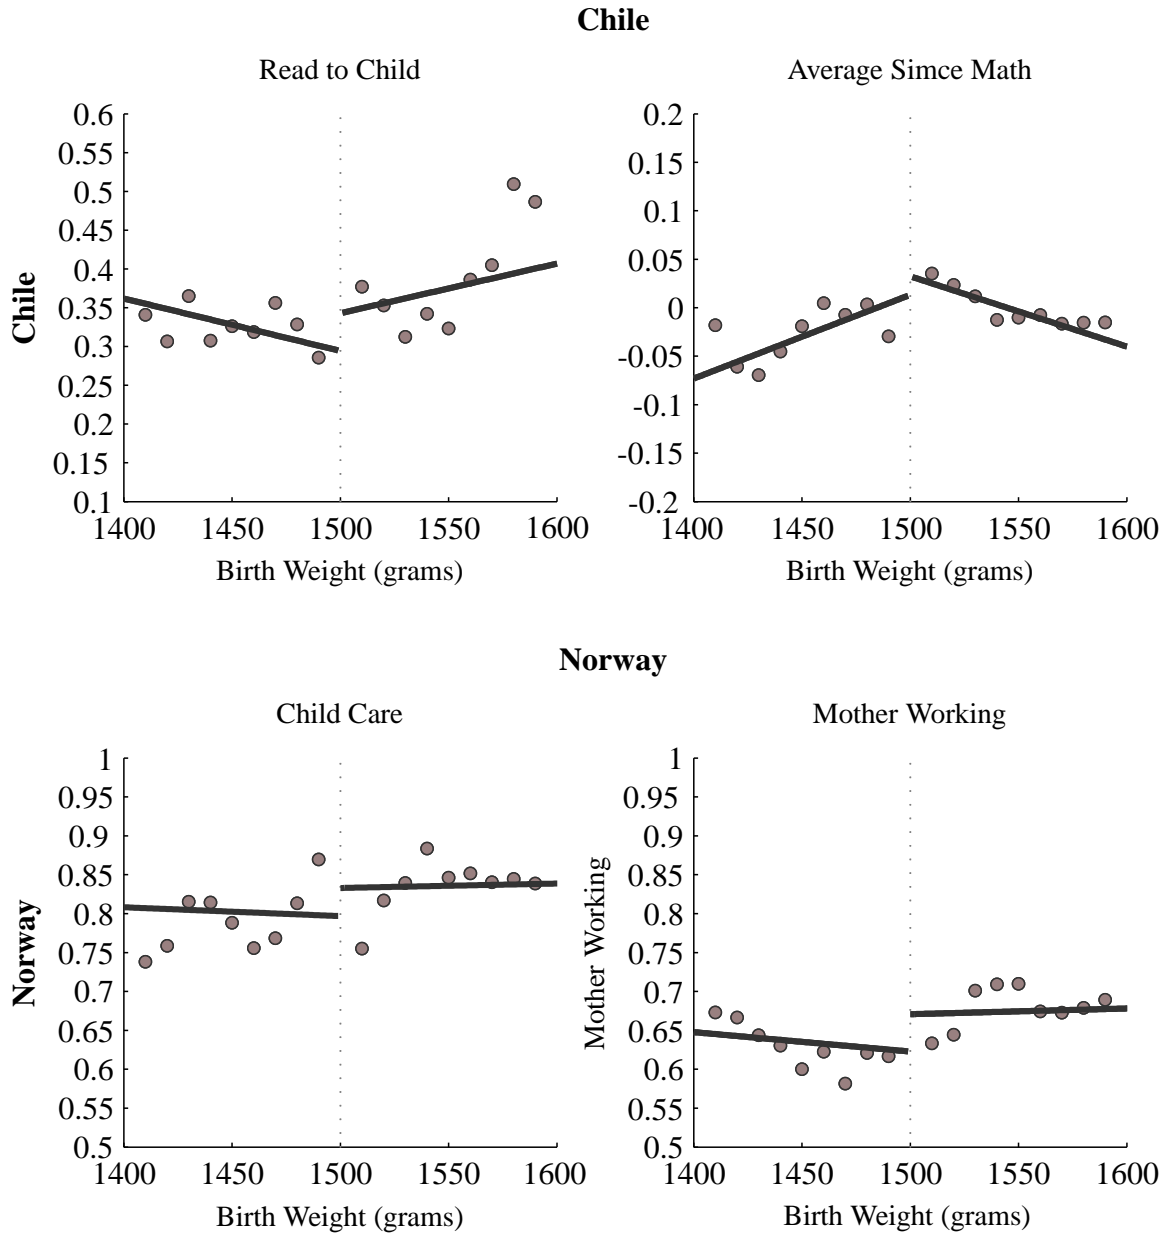 Chile
Read to Child
Average Simce Math
Chile
0.6
0.55
0.5
0.45
0.4
0.35
0.3
0.25
0.2
0.15
0.1
1400 1450 1500 1550 1600
Birth Weight (grams)
0.2
0.15
0.1
0.05
0
-0.05
-0.1
-0.15
-0.2
1400 1450 1500 1550 1600
Birth Weight (grams)
Norway
Child Care
Mother Working
Norway
1
0.95
0.9
0.85
0.8
0.75
0.7
0.65
0.6
0.55
0.5
1400 1450 1500 1550 1600
Birth Weight (grams)
Mother Working
1
0.95
0.9
0.85
0.8
0.75
0.7
0.65
0.6
0.55
0.5
1400 1450 1500 1550 1600
Birth Weight (grams)